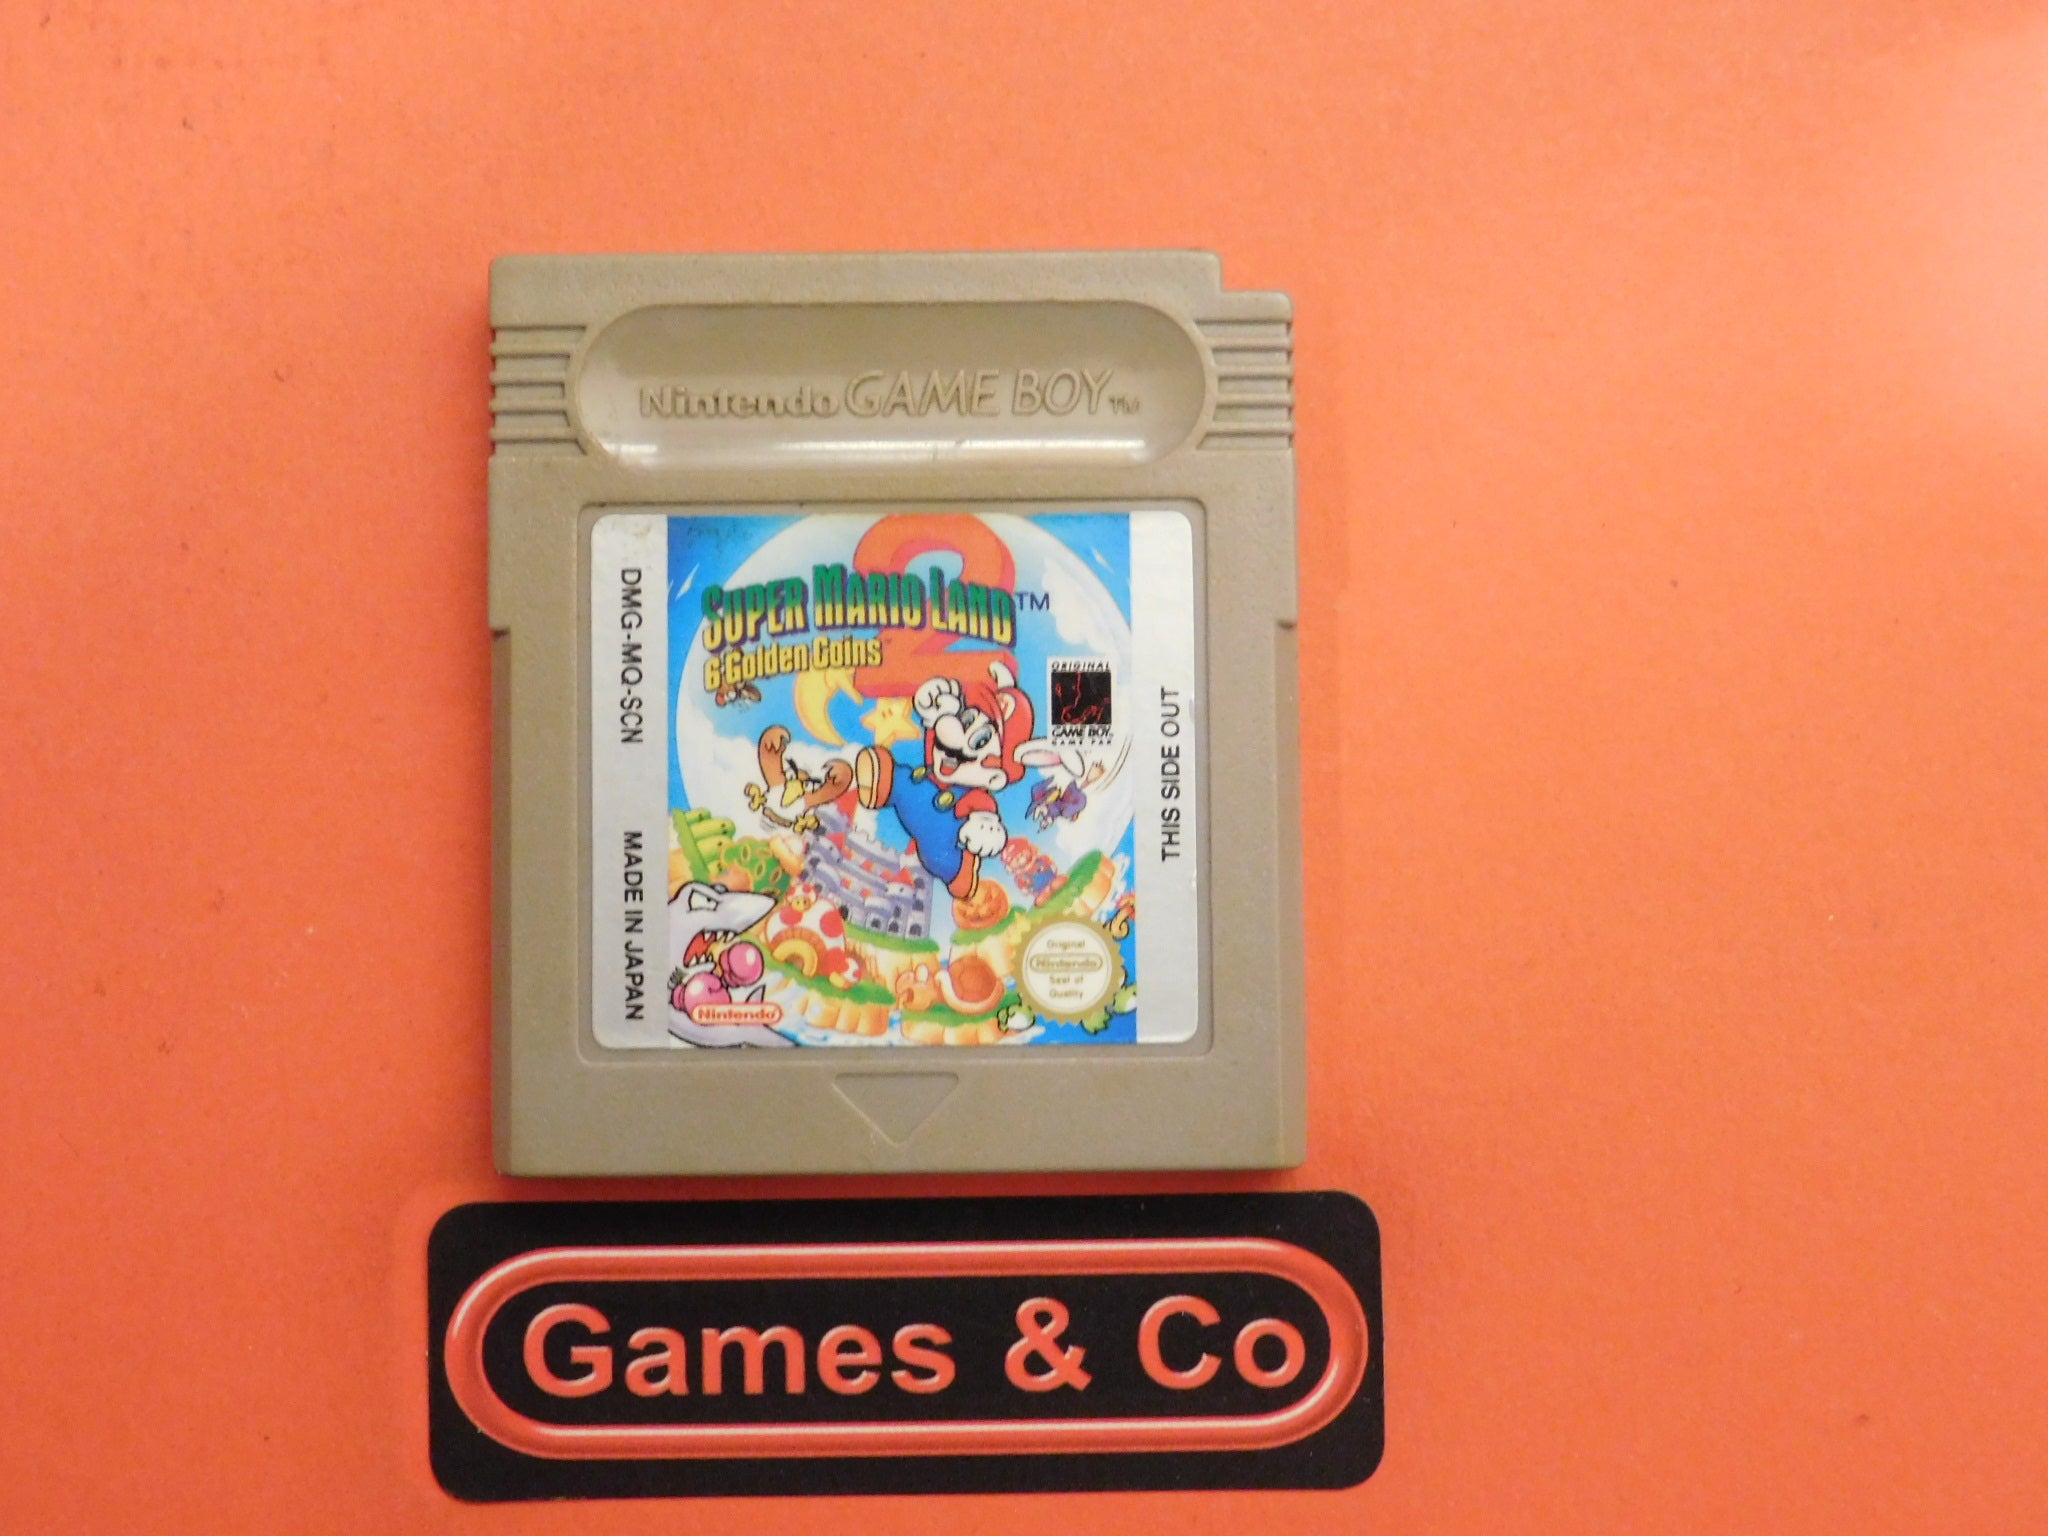 Nintendo GAME BOY TM
2
SUPER MARIO LAND TM
6 Golden Coins
DMG-MQ-SCN MADE IN JAPAN
ORIGINAL
GAME BOY
GAME PAK
THIS SIDE OUT
Original
Nintendo
Seal of
Quality
Nintendo
Games & Co